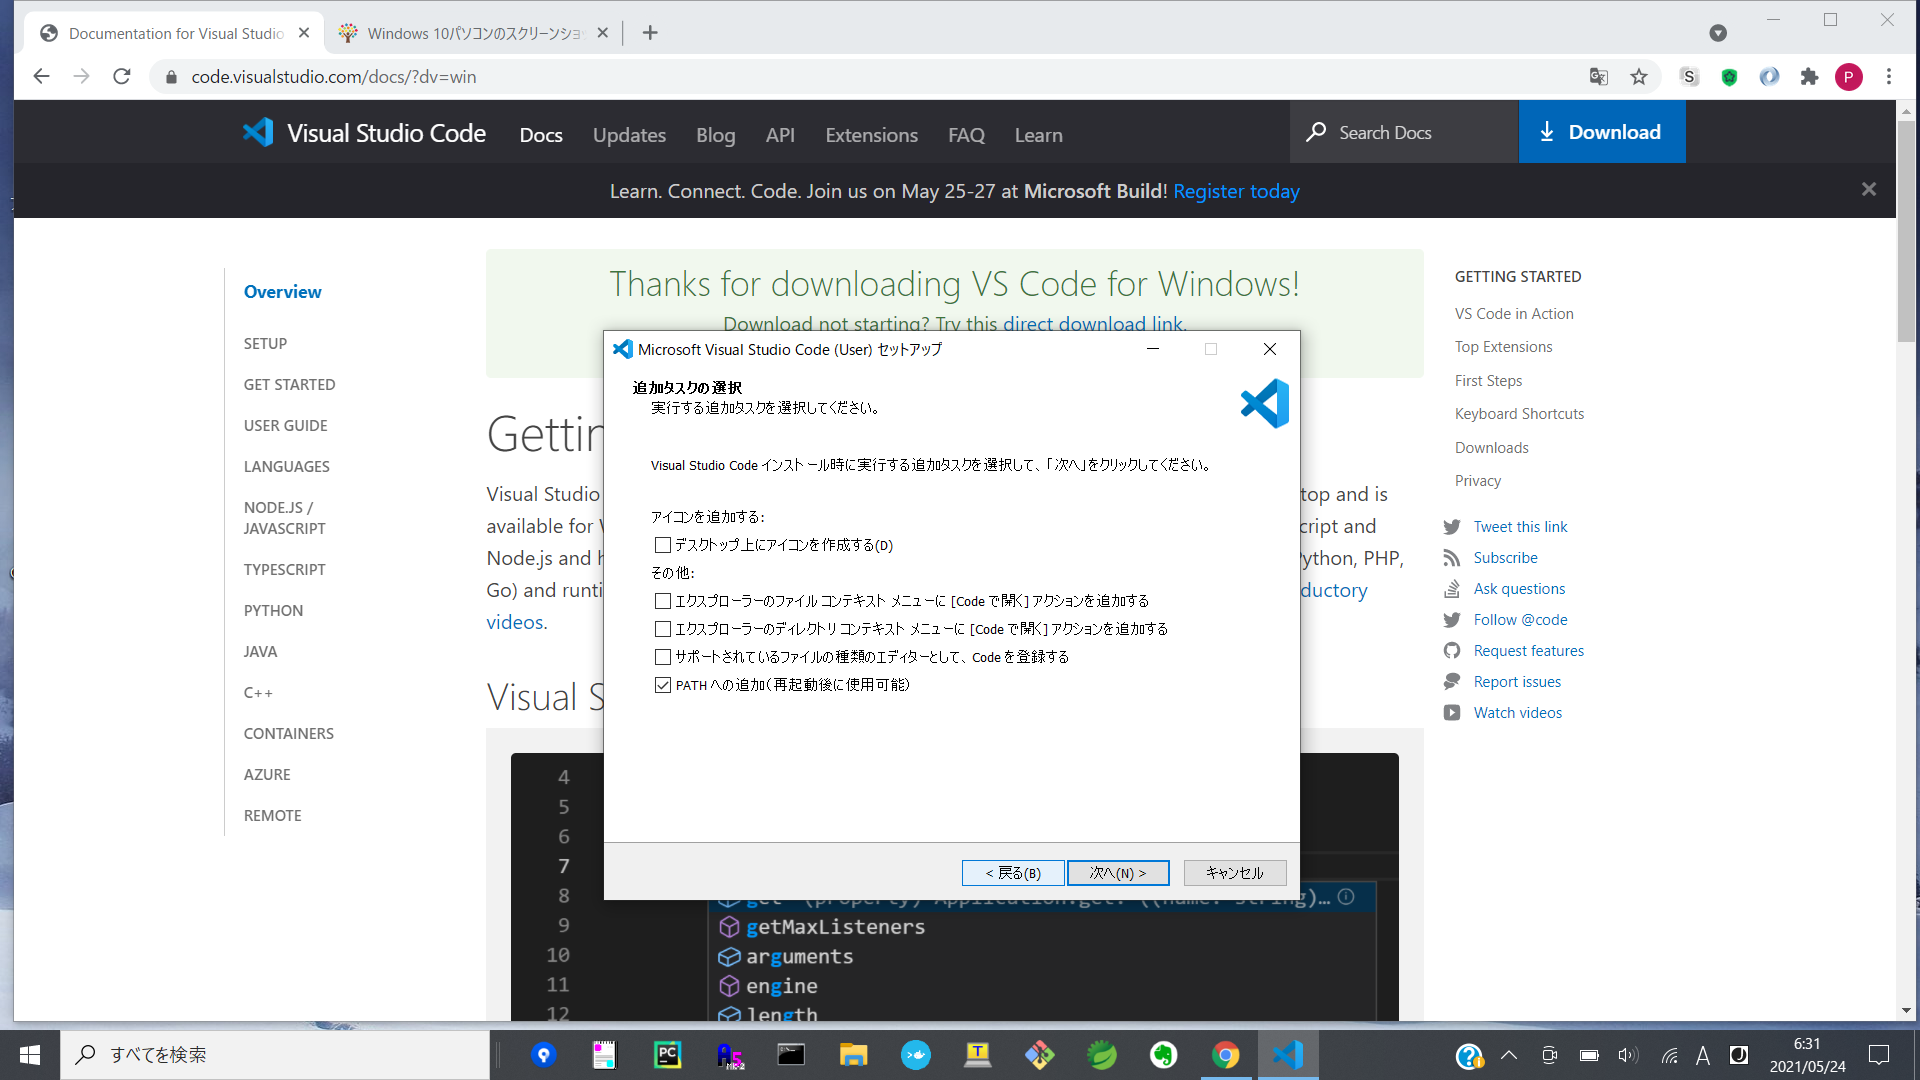 Documentation for Visual Studio
Windows 10パソコンのスクリーンショ
code.visualstudio.com/docs/?dv=win
S
P
Visual Studio Code
Docs
Updates
Blog
API
Extensions
FAQ
Learn
Search Docs
Download
Learn. Connect. Code. Join us on May 25-27 at Microsoft Build! Register today
Overview
SETUP
GET STARTED
USER GUIDE
LANGUAGES
NODE.JS /
JAVASCRIPT
TYPESCRIPT
PYTHON
JAVA
C++
CONTAINERS
AZURE
REMOTE
Thanks for downloading VS Code for Windows!
Download not starting? Try this direct download link.
Visual Studio
available for
Node.js and
Go) and
videos.
top and is
cript and
ython, PHP,
ductory
Visual S
Microsoft Visual Studio Code (User) セットアップ
追加タスクの選択
実行する追加タスクを選択してください。
Visual Studio Code インストール時に実行する追加タスクを選択して、「次へ」をクリックしてください。
アイコンを追加する:
デスクトップ上にアイコンを作成する(D)
その他:
エクスプローラーのファイル コンテキスト メニューに [Code で開く] アクションを追加する
エクスプローラーのディレクトリ コンテキスト メニューに [Code で開く] アクションを追加する
サポートされているファイルの種類のエディターとして、Code を登録する
PATH への追加（再起動後に使用可能）
< 戻る(B)
次へ(N) >
キャンセル
4
5
6
7
8
9
10
11
12
getMaxListeners
arguments
engine
length
GETTING STARTED
VS Code in Action
Top Extensions
First Steps
Keyboard Shortcuts
Downloads
Privacy
Tweet this link
Subscribe
Ask questions
Follow @code
Request features
Report issues
Watch videos
すべてを検索
PC
T
A
6:31
2021/05/24